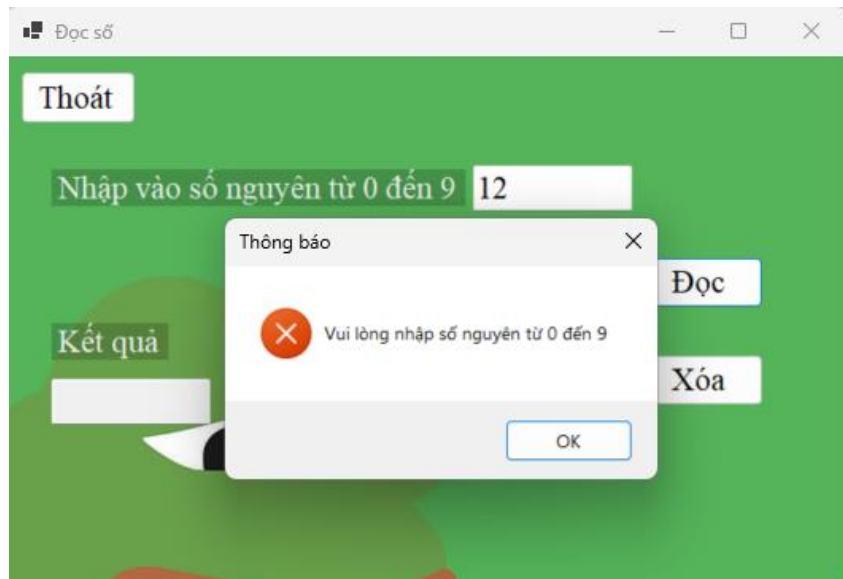 Đọc số
Thoát
Nhập vào số nguyên từ 0 đến 9 12
Thông báo
Đọc
Vui lòng nhập số nguyên từ 0 đến 9
Kết quả
Xóa
OK